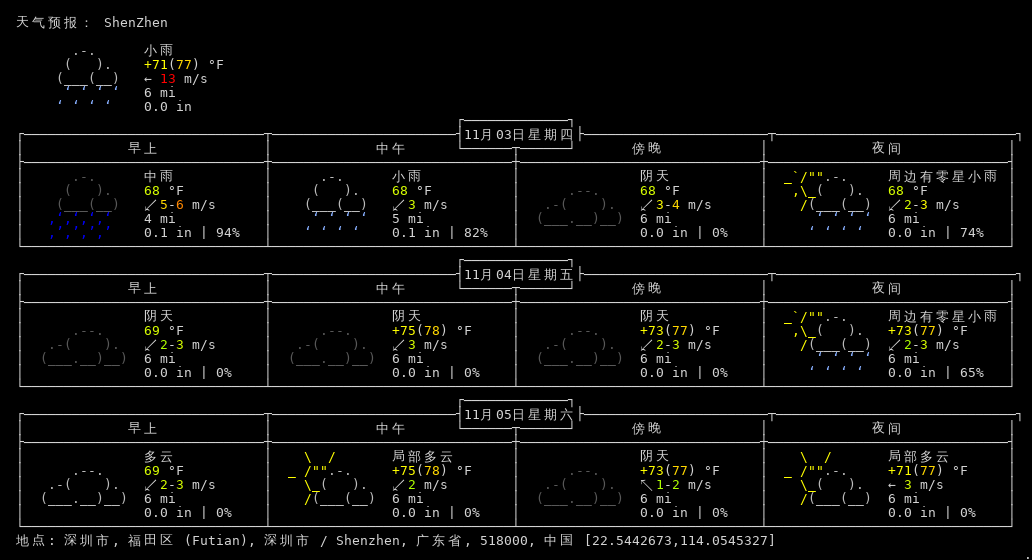 天气预报： ShenZhen
小雨
+71(77) °F
← 13 m/s
6 mi
0.0 in
11月03日星期四
早上 中午 傍晚 夜间
中雨 小雨 阴天 周边有零星小雨
68 °F 68 °F 68 °F 68 °F
↙5-6 m/s ↙3 m/s ↙3-4 m/s ↙2-3 m/s
4 mi 5 mi 6 mi 6 mi
0.1 in | 94% 0.1 in | 82% 0.0 in | 0% 0.0 in | 74%
11月04日星期五
早上 中午 傍晚 夜间
阴天 阴天 阴天 周边有零星小雨
69 °F +75(78) °F +73(77) °F +73(77) °F
↙2-3 m/s ↙3 m/s ↙2-3 m/s ↙2-3 m/s
6 mi 6 mi 6 mi 6 mi
0.0 in | 0% 0.0 in | 0% 0.0 in | 0% 0.0 in | 65%
11月05日星期六
早上 中午 傍晚 夜间
多云 局部多云 阴天 局部多云
69 °F +75(78) °F +73(77) °F +71(77) °F
↙2-3 m/s ↙2 m/s ↖1-2 m/s ← 3 m/s
6 mi 6 mi 6 mi 6 mi
0.0 in | 0% 0.0 in | 0% 0.0 in | 0% 0.0 in | 0%
地点: 深圳市, 福田区 (Futian), 深圳市 / Shenzhen, 广东省, 518000, 中国 [22.5442673,114.0545327]